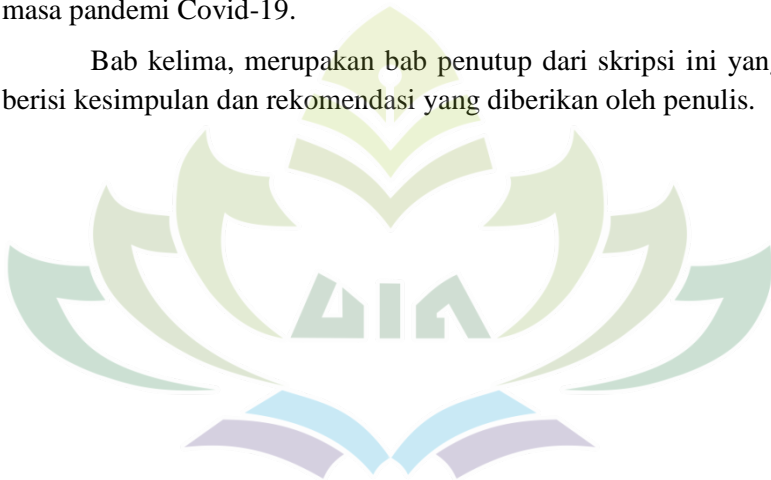 masa pandemi Covid-19.
Bab kelima, merupakan bab penutup dari skripsi ini yang
berisi kesimpulan dan rekomendasi yang diberikan oleh penulis.
UIN